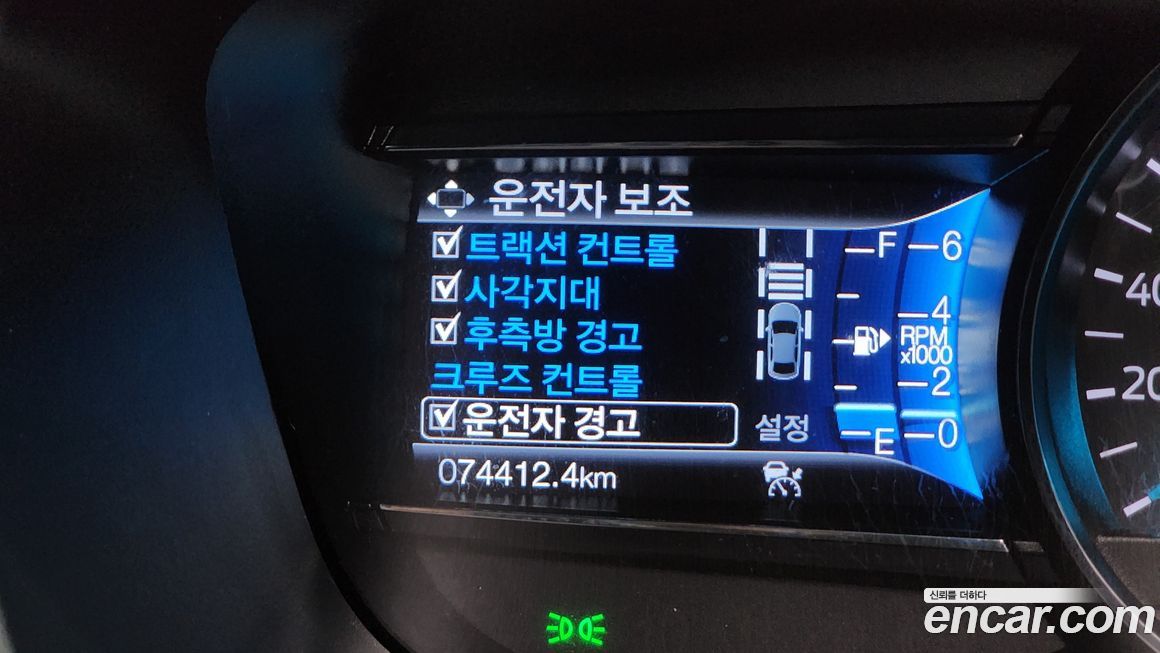 운전자 보조
트랙션 컨트롤
사각지대
후측방 경고
크루즈 컨트롤
운전자 경고
설정
074412.4km
F
E
6
4
RPM
x1000
2
0
40
20
신뢰를 더하다
encar.com